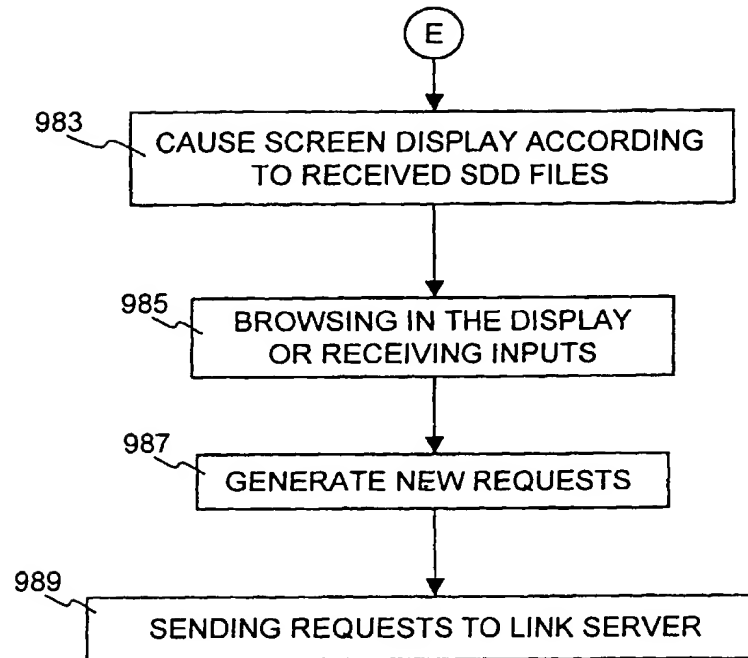 E
983
CAUSE SCREEN DISPLAY ACCORDING
TO RECEIVED SDD FILES
985
BROWSING IN THE DISPLAY
OR RECEIVING INPUTS
987
GENERATE NEW REQUESTS
989
SENDING REQUESTS TO LINK SERVER